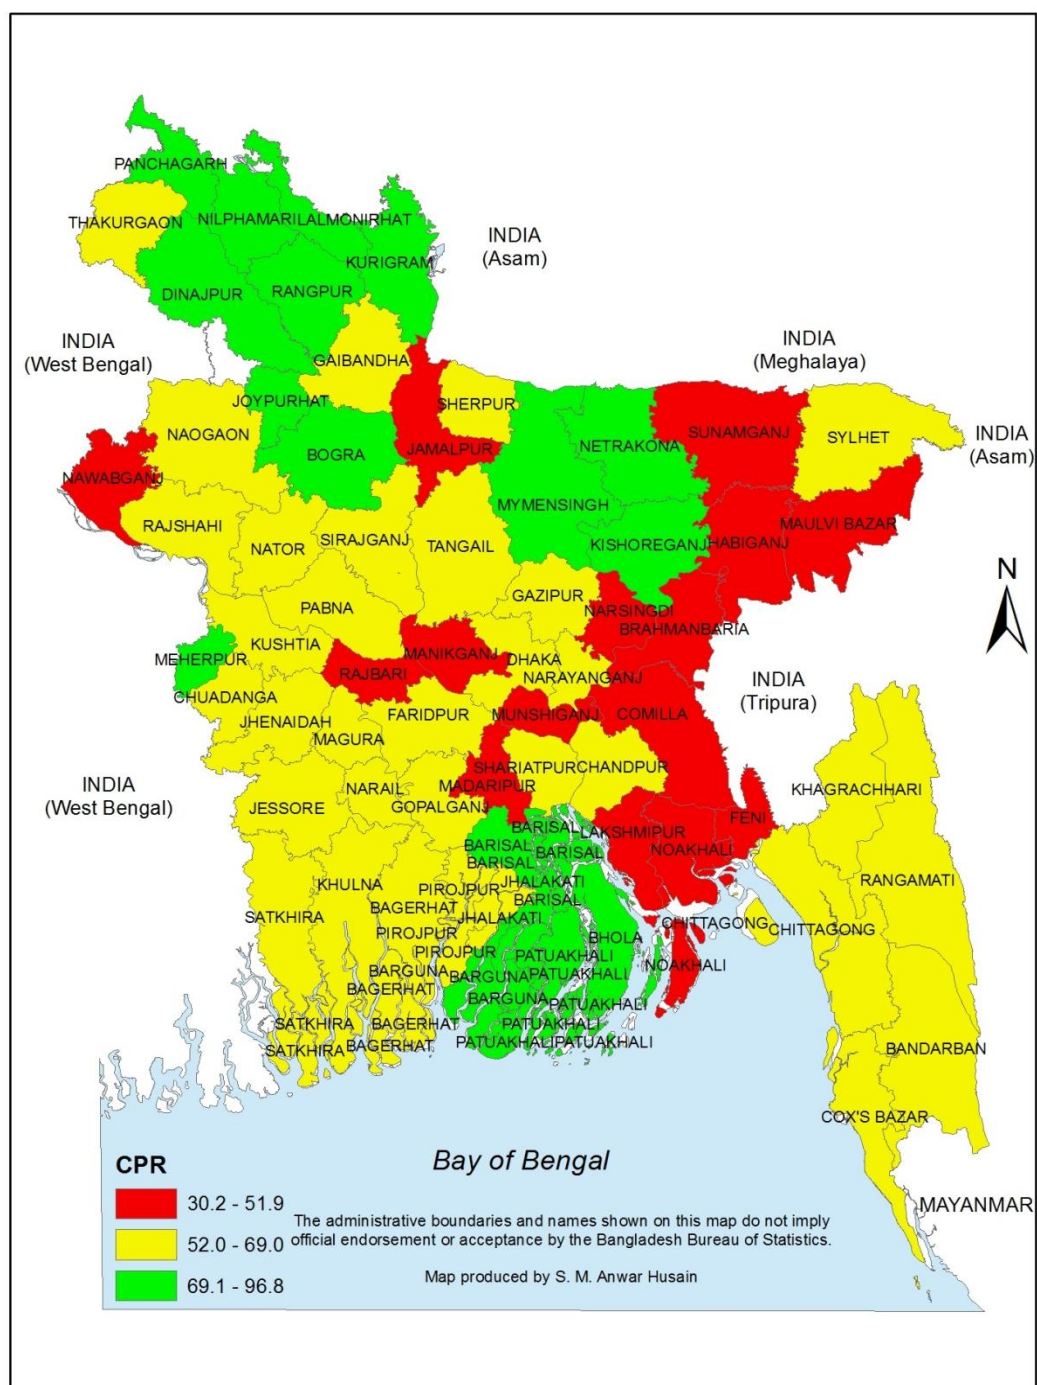 PANCHAGARH
THAKURGAON
NILPHAMARI
LALMONIRHAT
INDIA
(Asam)
KURIGRAM
DINAJPUR
RANGPUR
INDIA
(West Bengal)
GAIBANDHA
INDIA
(Meghalaya)
JOYPURHAT
SHERPUR
NAOGAON
BOGRA
JAMALPUR
NETRAKONA
SUNAMGANJ
SYLHET
INDIA
(Asam)
NAWABGANJ
MYMENSINGH
RAJSHAHI
SIRAJGANJ
NATOR
TANGAIL
KISHOREGANJ
HABIGANJ
MAULVI BAZAR
N
PABNA
GAZIPUR
NARSINGDI
BRAHMANBARIA
KUSHTIA
MEHERPUR
MANIKGANJ
RAJBARI
DHAKA
NARAYANGANJ
INDIA
(Tripura)
CHUADANGA
JHENAIDAH
FARIDPUR
MUNSHIGANJ
COMILLA
MAGURA
INDIA
(West Bengal)
SHARIATPUR
CHANDPUR
MADARIPUR
NARAIL
JESSORE
GOPALGANJ
KHAGRACHHARI
FENI
BARISAL
LAKSHMIPUR
BARISAL
BARISAL
NOAKHALI
BARISAL
KHULNA
PIROJPUR
JHALAKATI
RANGAMATI
BAGERHAT
BARISAL
SATKHIRA
JHALAKATI
CHITTAGONG
CHITTAGONG
PIROJPUR
BHOLA
PIROJPUR
PATUAKHALI
NOAKHALI
BARGUNA
BARGUNA
PATUAKHALI
BAGERHAT
BARGUNA
PATUAKHALI
SATKHIRA
BAGERHAT
PATUAKHALI
SATKHIRA
BAGERHAT
PATUAKHALI
PATUAKHALI
BANDARBAN
COX'S BAZAR
Bay of Bengal
MAYANMAR
CPR
30.2 - 51.9
52.0 - 69.0
69.1 - 96.8
The administrative boundaries and names shown on this map do not imply
official endorsement or acceptance by the Bangladesh Bureau of Statistics.
Map produced by S. M. Anwar Husain